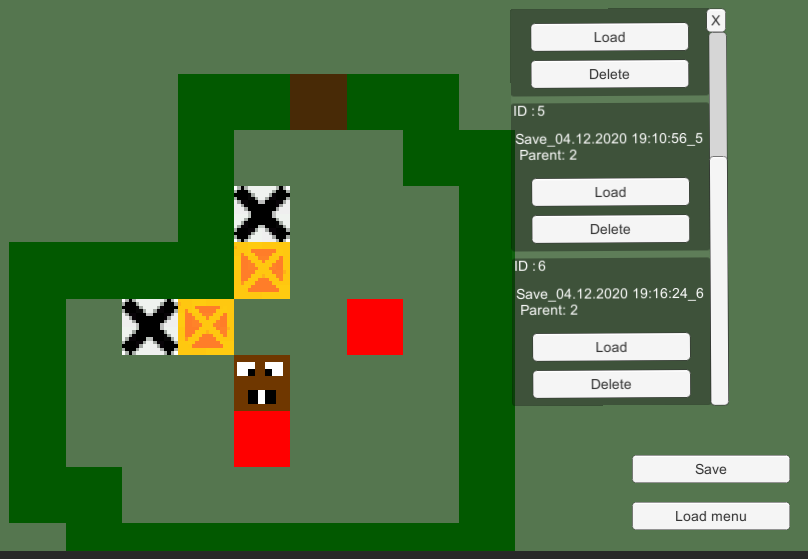 X
Load
Delete
ID : 5
Save_04.12.2020 19:10:56_5
Parent: 2
Load
Delete
ID : 6
Save_04.12.2020 19:16:24_6
Parent: 2
Load
Delete
Save
Load menu